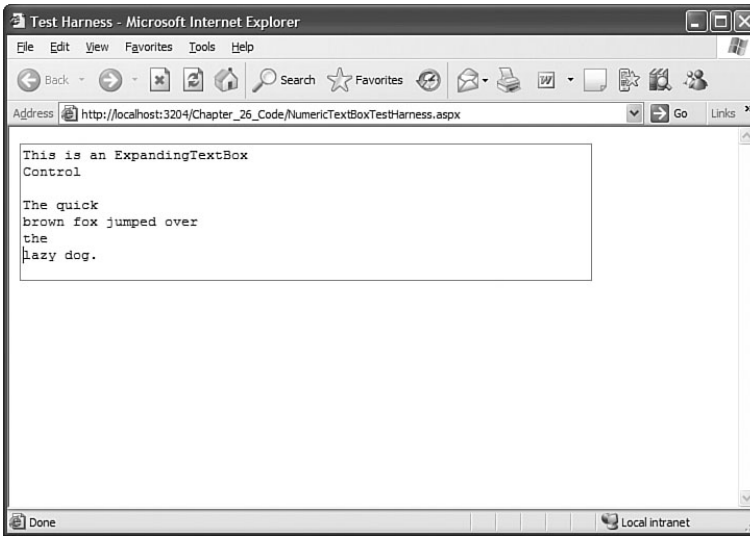 Test Harness - Microsoft Internet Explorer
File Edit View Favorites Tools Help
Back Search Favorites W
Address http://localhost:3204/Chapter_26_Code/NumericTextBoxTestHarness.aspx Go Links »
This is an ExpandingTextBox
Control
The quick
brown fox jumped over
the
lazy dog.
Done Local intranet